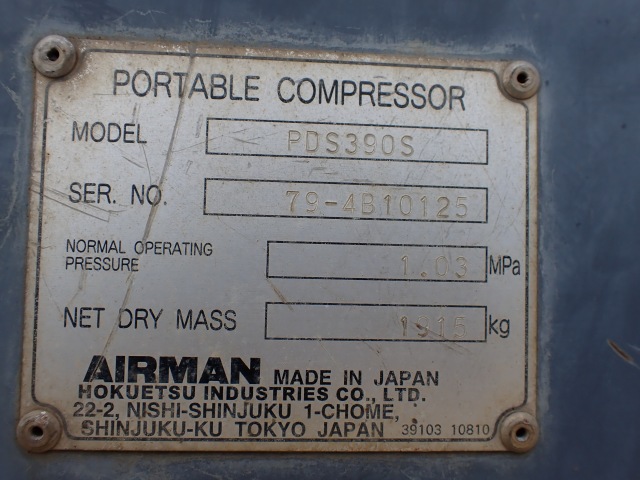 PORTABLE COMPRESSOR
MODEL PDS390S
SER. NO. 79-4B10125
NORMAL OPERATING
PRESSURE 1.03 MPa
NET DRY MASS kg
AIRMAN MADE IN JAPAN
HOKUETSU INDUSTRIES CO., LTD.
22-2, NISHI-SHINJUKU 1-CHOME,
SHINJUKU-KU TOKYO JAPAN 39103 10810